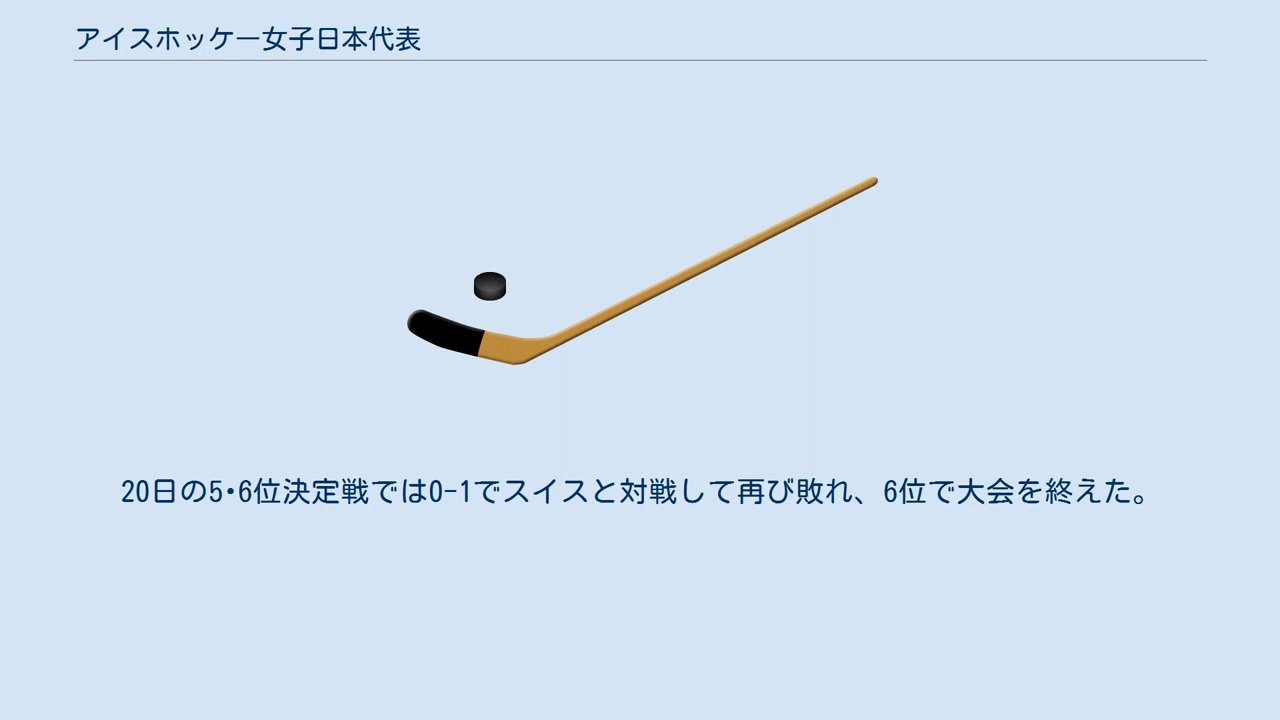 アイスホッケー女子日本代表
20日の5・6位決定戦では0-1でスイスと対戦して再び敗れ、6位で大会を終えた。